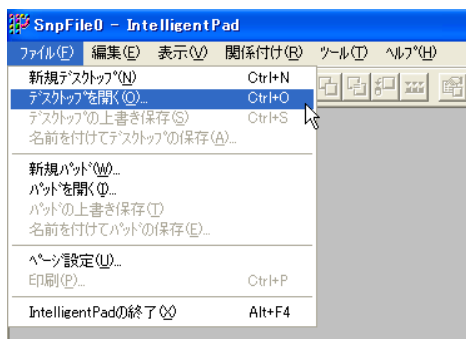 SnpFile0 - IntelligentPad
ファイル(F) 編集(E) 表示(V) 関係付け(R) ツール(T) ヘルプ(H)
新規デスクトップ(N) Ctrl+N
デスクトップを開く(O)... Ctrl+O
デスクトップの上書き保存(S) Ctrl+S
名前を付けてデスクトップの保存(A)...
新規パッド(W)...
パッドを開く(I)...
パッドの上書き保存(T)
名前を付けてパッドの保存(E)...
ページ設定(U)...
印刷(P)... Ctrl+P
IntelligentPadの終了(X) Alt+F4